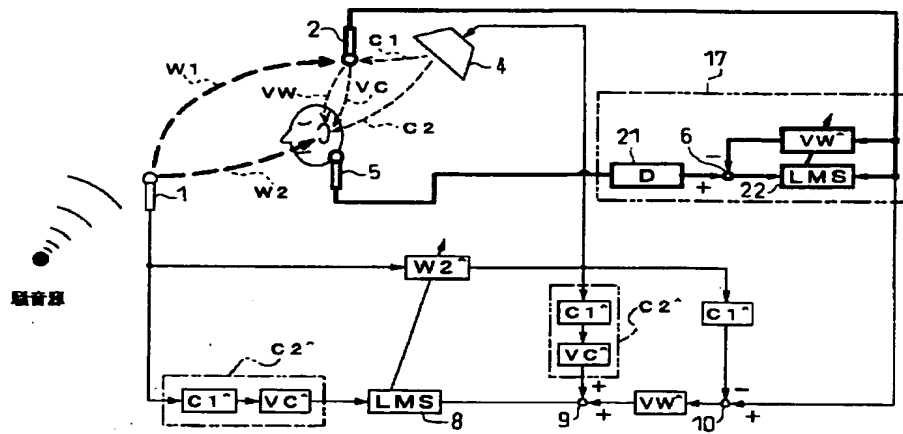 2
C1
4
17
W1
VW
VC
C2
21
6
VW^
D
5
22
LMS
W2
1
騒音源
W2^
C1^
C2^
C1^
VC^
C2^
C1^
VC^
LMS
8
9
VW^
10